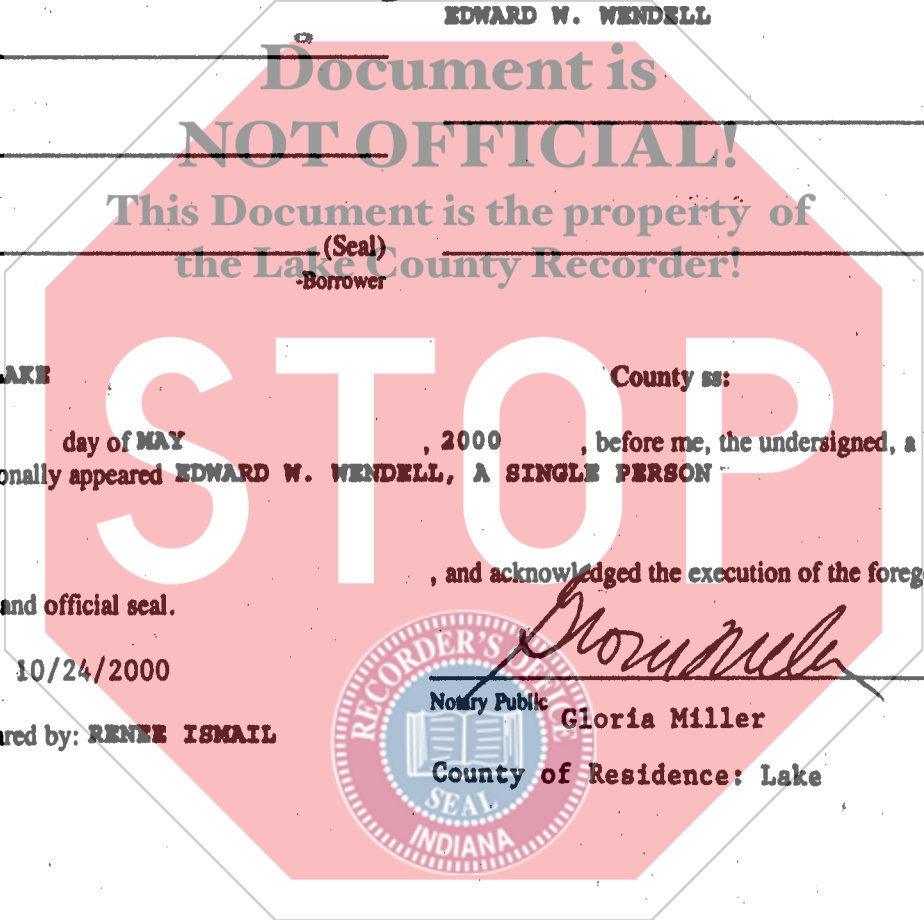 EDWARD W. WENDELL
Document is
NOT OFFICIAL!
This Document is the property of
(Seal)
the Lake County Recorder!
-Borrower
STOP
AKE County ss:
day of MAY , 2000 , before me, the undersigned, a
onally appeared EDWARD W. WENDELL, A SINGLE PERSON
, and acknowledged the execution of the foreg
and official seal.
10/24/2000
Notary Public
Gloria Miller
red by: RENEE ISMAIL
County of Residence: Lake
RECORDER'S OFFICE
SEAL
INDIANA